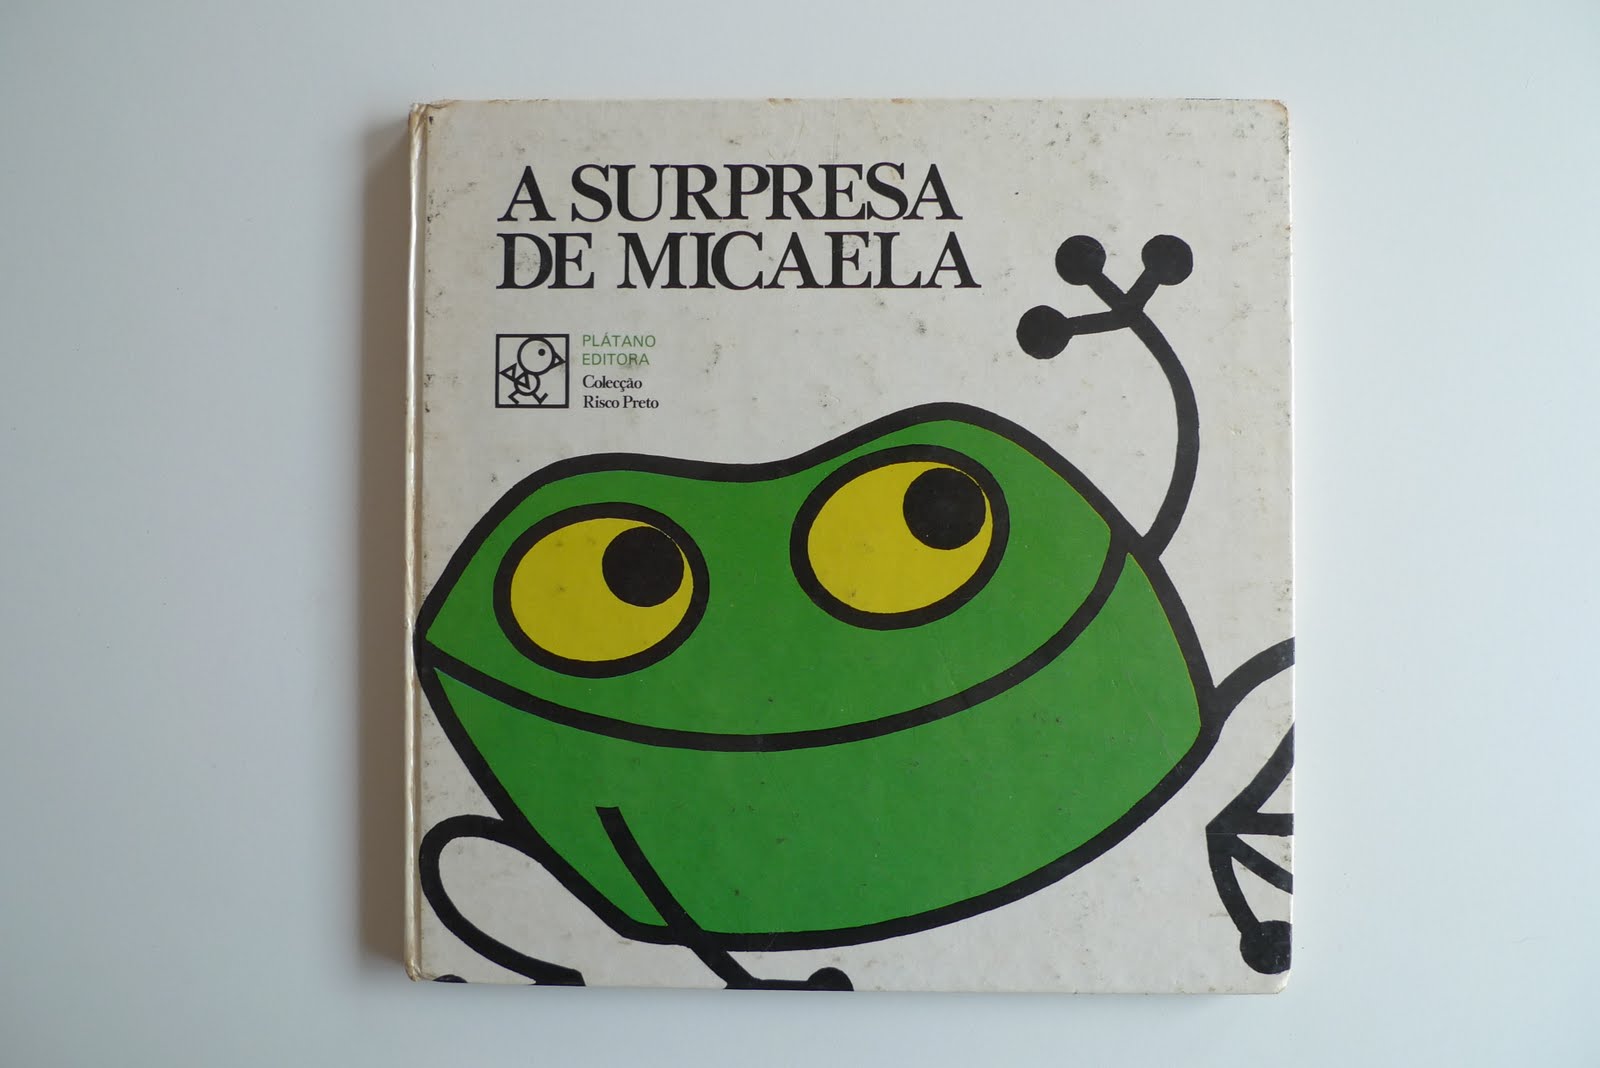 A SURPRESA
DE MICAELA
PLÁTANO
EDITORA
Colecção
Risco Preto